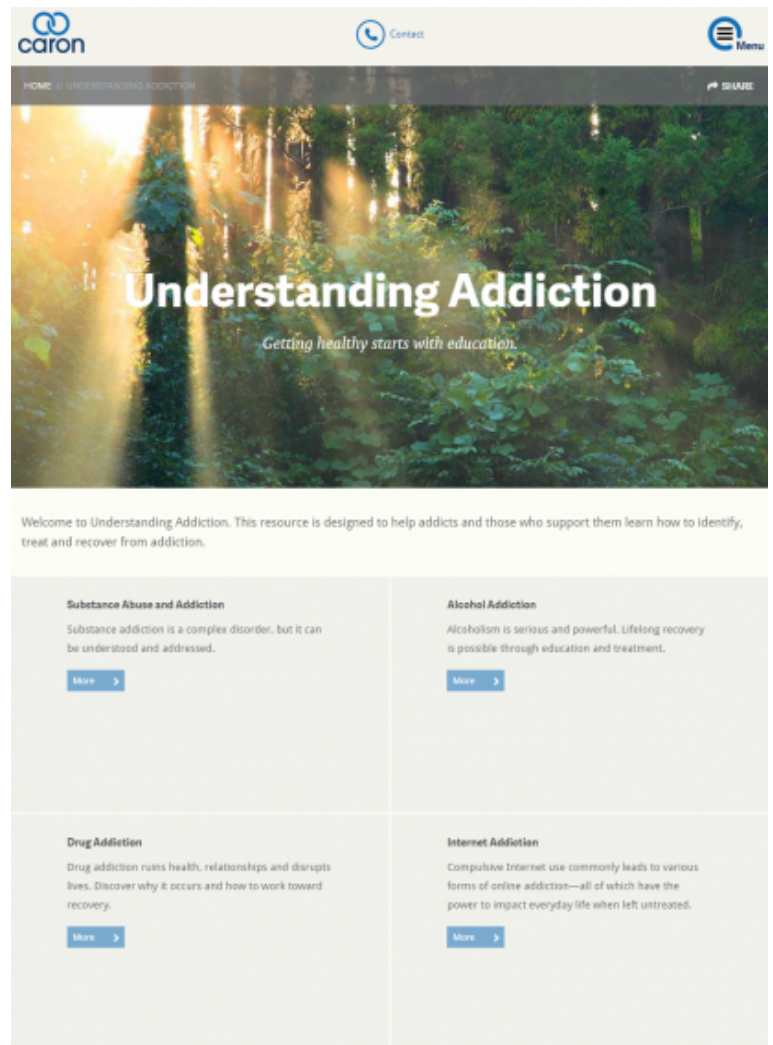 caron
Contact
Menu
HOME // UNDERSTANDING ADDICTION
SHARE
Understanding Addiction
Getting healthy starts with education.
Welcome to Understanding Addiction. This resource is designed to help addicts and those who support them learn how to identify,
treat and recover from addiction.
Substance Abuse and Addiction
Substance addiction is a complex disorder, but it can
be understood and addressed.
More
Alcohol Addiction
Alcoholism is serious and powerful. Lifelong recovery
is possible through education and treatment.
More
Drug Addiction
Drug addiction ruins health, relationships and disrupts
lives. Discover why it occurs and how to work toward
recovery.
More
Internet Addiction
Compulsive Internet use commonly leads to various
forms of online addiction—all of which have the
power to impact everyday life when left untreated.
More